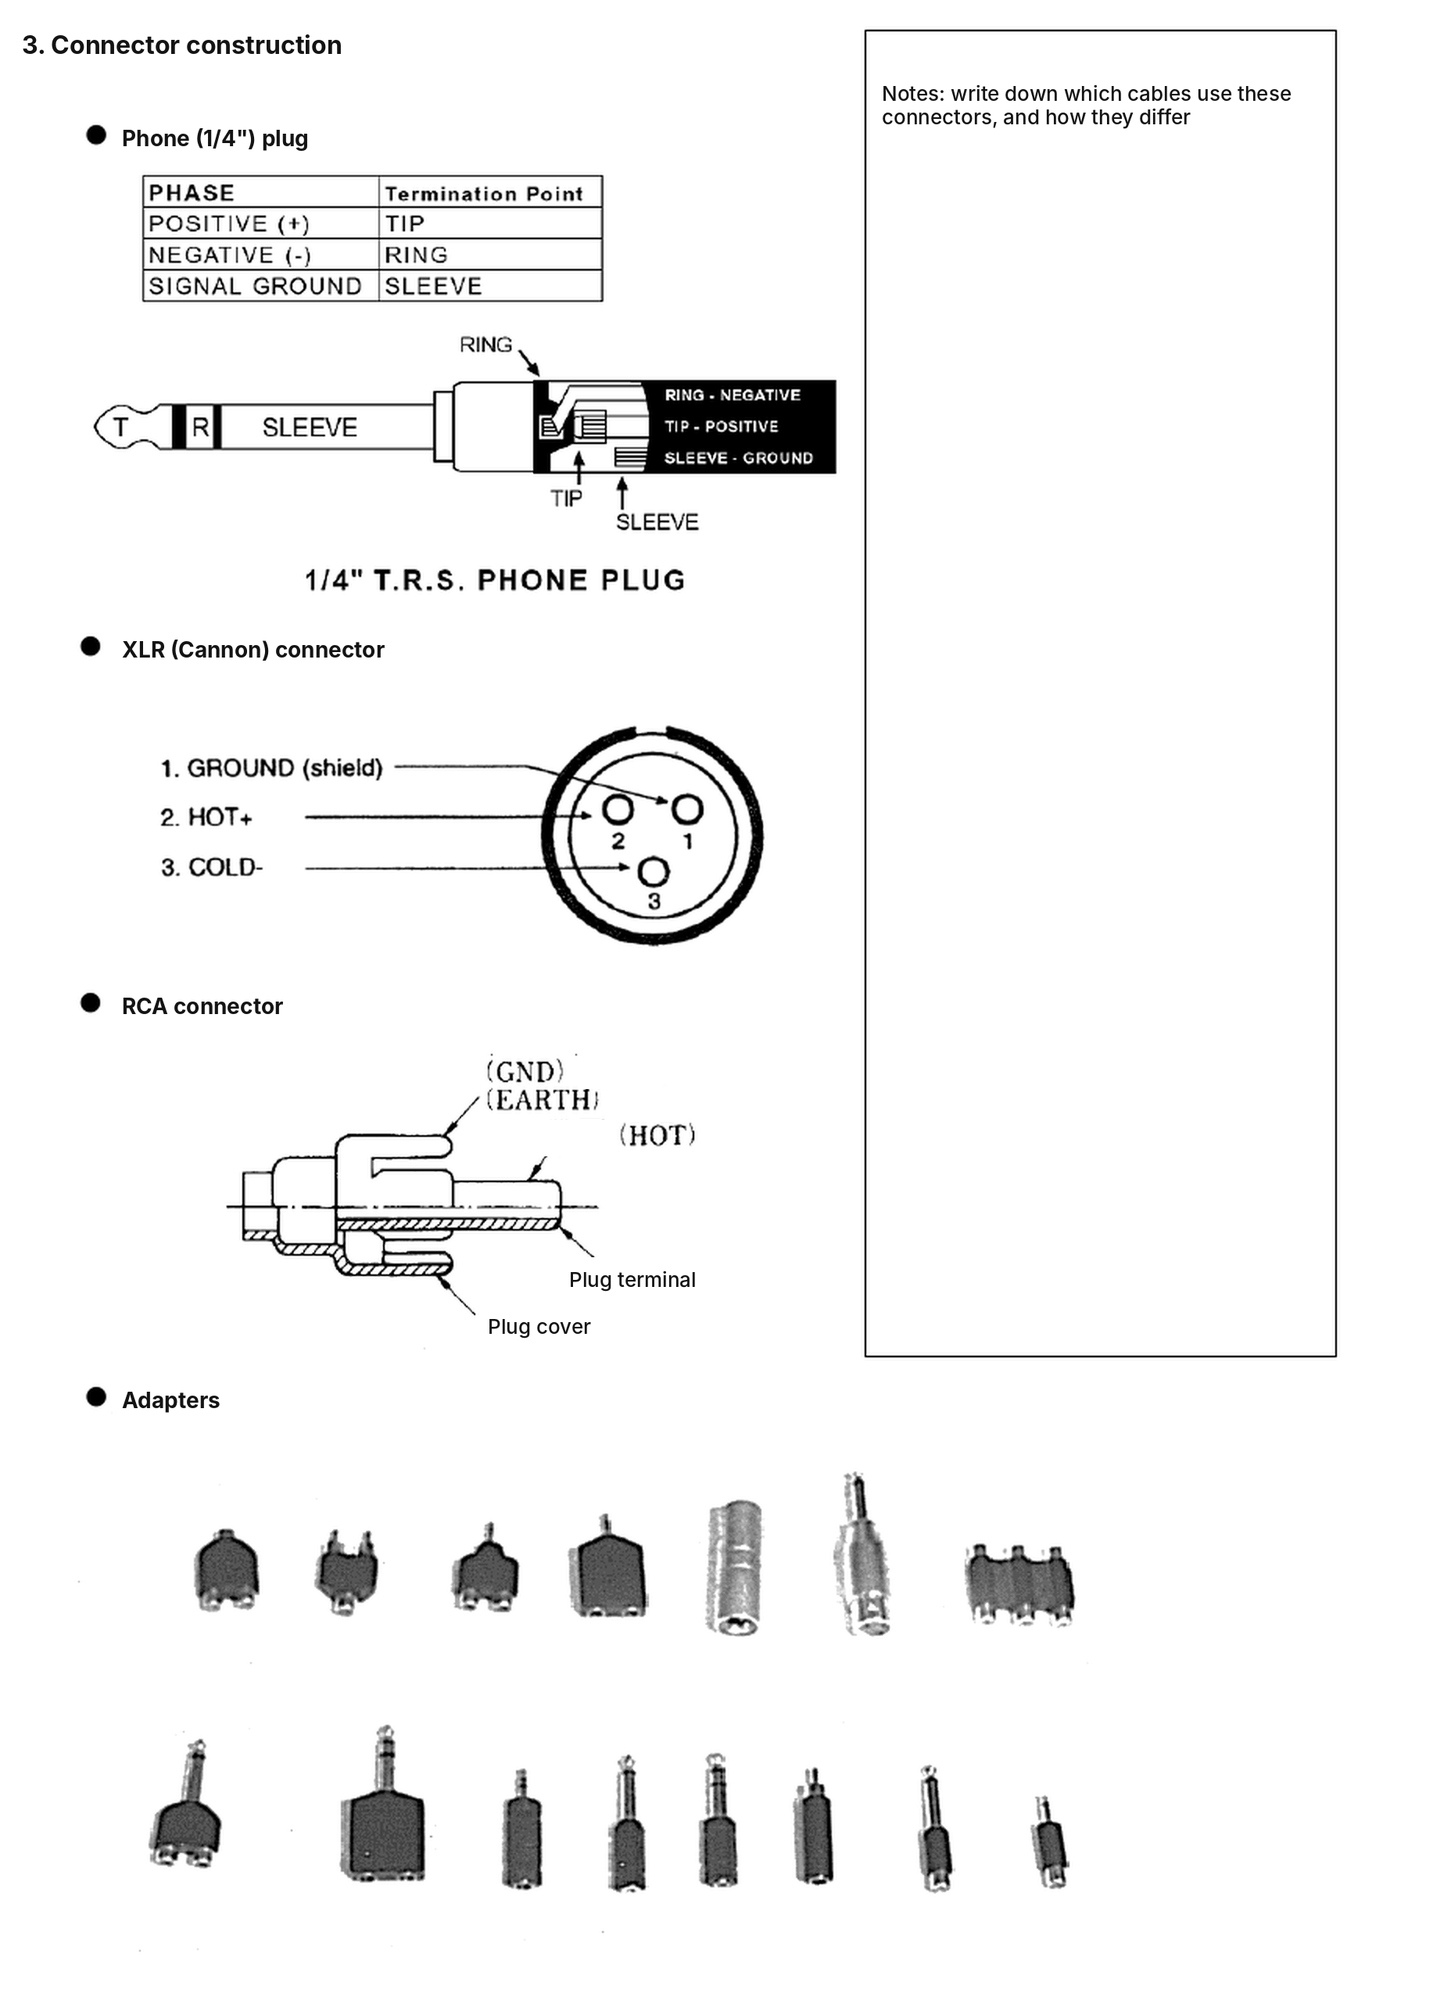 3. Connector construction
Notes: write down which cables use these
connectors, and how they differ
Phone (1/4") plug
PHASE Termination Point
POSITIVE (+) TIP
NEGATIVE (-) RING
SIGNAL GROUND SLEEVE
RING
RING - NEGATIVE
T R SLEEVE TIP - POSITIVE
SLEEVE - GROUND
TIP
SLEEVE
1/4" T.R.S. PHONE PLUG
XLR (Cannon) connector
1. GROUND (shield)
2. HOT+
3. COLD-
2 1
3
RCA connector
(GND)
(EARTH)
(HOT)
Plug terminal
Plug cover
Adapters